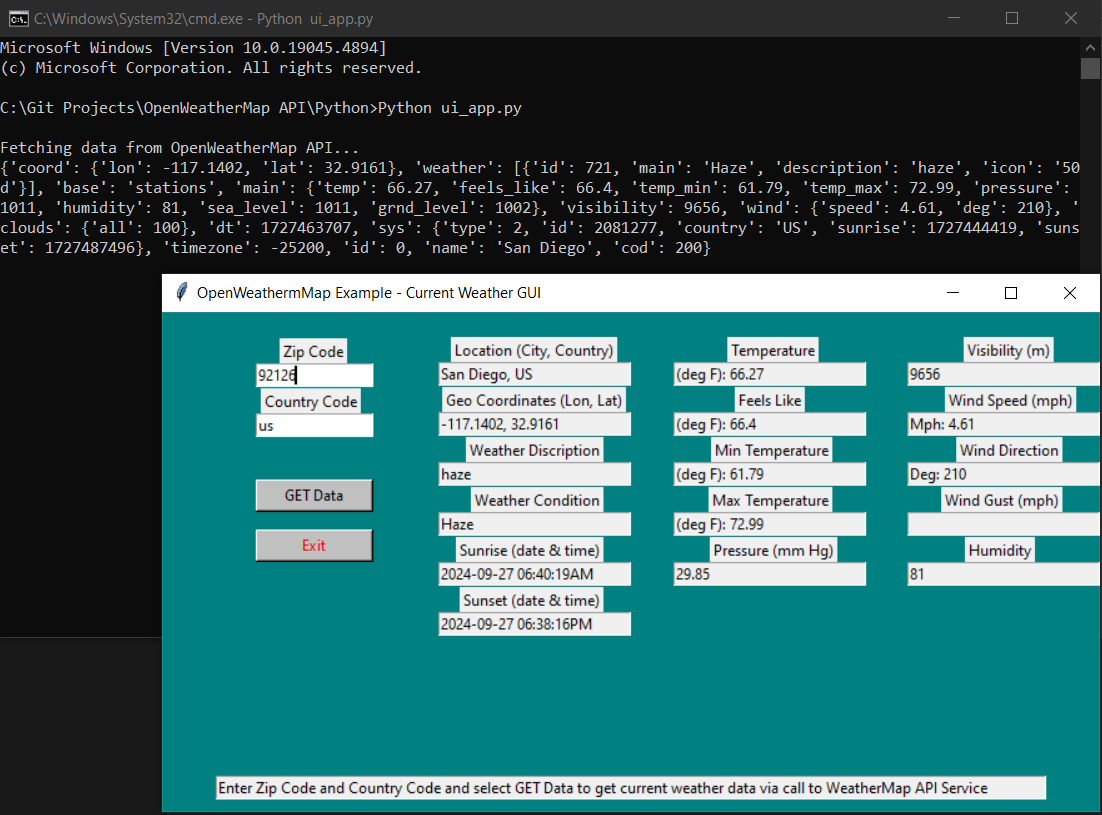 C:\Windows\System32\cmd.exe - Python  ui_app.py
Microsoft Windows [Version 10.0.19045.4894]
(c) Microsoft Corporation. All rights reserved.
C:\Git Projects\OpenWeatherMap API\Python>Python ui_app.py
Fetching data from OpenWeatherMap API...
{'coord': {'lon': -117.1402, 'lat': 32.9161}, 'weather': [{'id': 721, 'main': 'Haze', 'description': 'haze', 'icon': '50
d'}], 'base': 'stations', 'main': {'temp': 66.27, 'feels_like': 66.4, 'temp_min': 61.79, 'temp_max': 72.99, 'pressure':
1011, 'humidity': 81, 'sea_level': 1011, 'grnd_level': 1002}, 'visibility': 9656, 'wind': {'speed': 4.61, 'deg': 210}, '
clouds': {'all': 100}, 'dt': 1727463707, 'sys': {'type': 2, 'id': 2081277, 'country': 'US', 'sunrise': 1727444419, 'suns
et': 1727487496}, 'timezone': -25200, 'id': 0, 'name': 'San Diego', 'cod': 200}
OpenWeathermMap Example - Current Weather GUI
Zip Code
92126
Country Code
us
GET Data
Exit
Location (City, Country)
San Diego, US
Geo Coordinates (Lon, Lat)
-117.1402, 32.9161
Weather Discription
haze
Weather Condition
Haze
Sunrise (date & time)
2024-09-27 06:40:19AM
Sunset (date & time)
2024-09-27 06:38:16PM
Temperature
(deg F): 66.27
Feels Like
(deg F): 66.4
Min Temperature
(deg F): 61.79
Max Temperature
(deg F): 72.99
Pressure (mm Hg)
29.85
Visibility (m)
9656
Wind Speed (mph)
Mph: 4.61
Wind Direction
Deg: 210
Wind Gust (mph)
Humidity
81
Enter Zip Code and Country Code and select GET Data to get current weather data via call to WeatherMap API Service